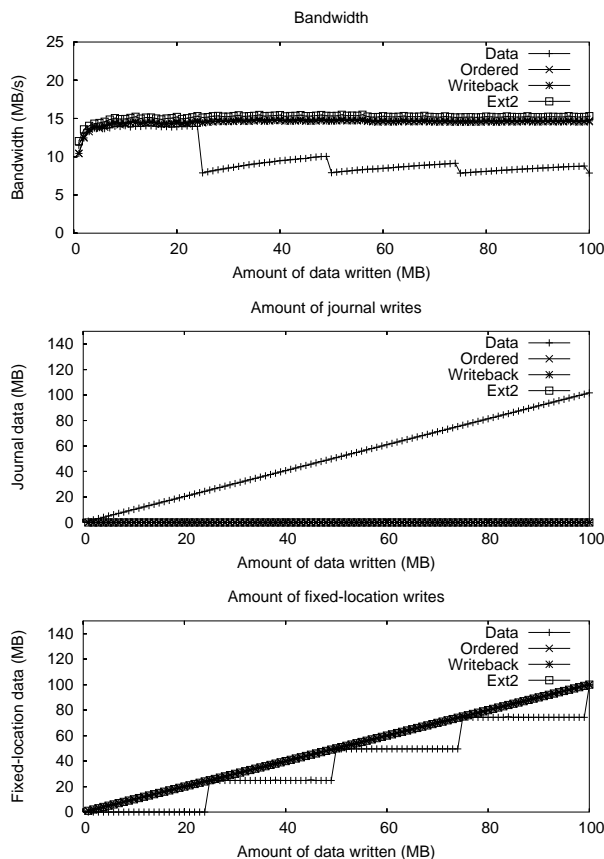 Bandwidth
25
20
15
10
5
0
Bandwidth (MB/s)
Data
Ordered
Writeback
Ext2
0 20 40 60 80 100
Amount of data written (MB)
Amount of journal writes
140
120
100
80
60
40
20
0
Journal data (MB)
Data
Ordered
Writeback
Ext2
0 20 40 60 80 100
Amount of data written (MB)
Amount of fixed-location writes
140
120
100
80
60
40
20
0
Fixed-location data (MB)
Data
Ordered
Writeback
Ext2
0 20 40 60 80 100
Amount of data written (MB)